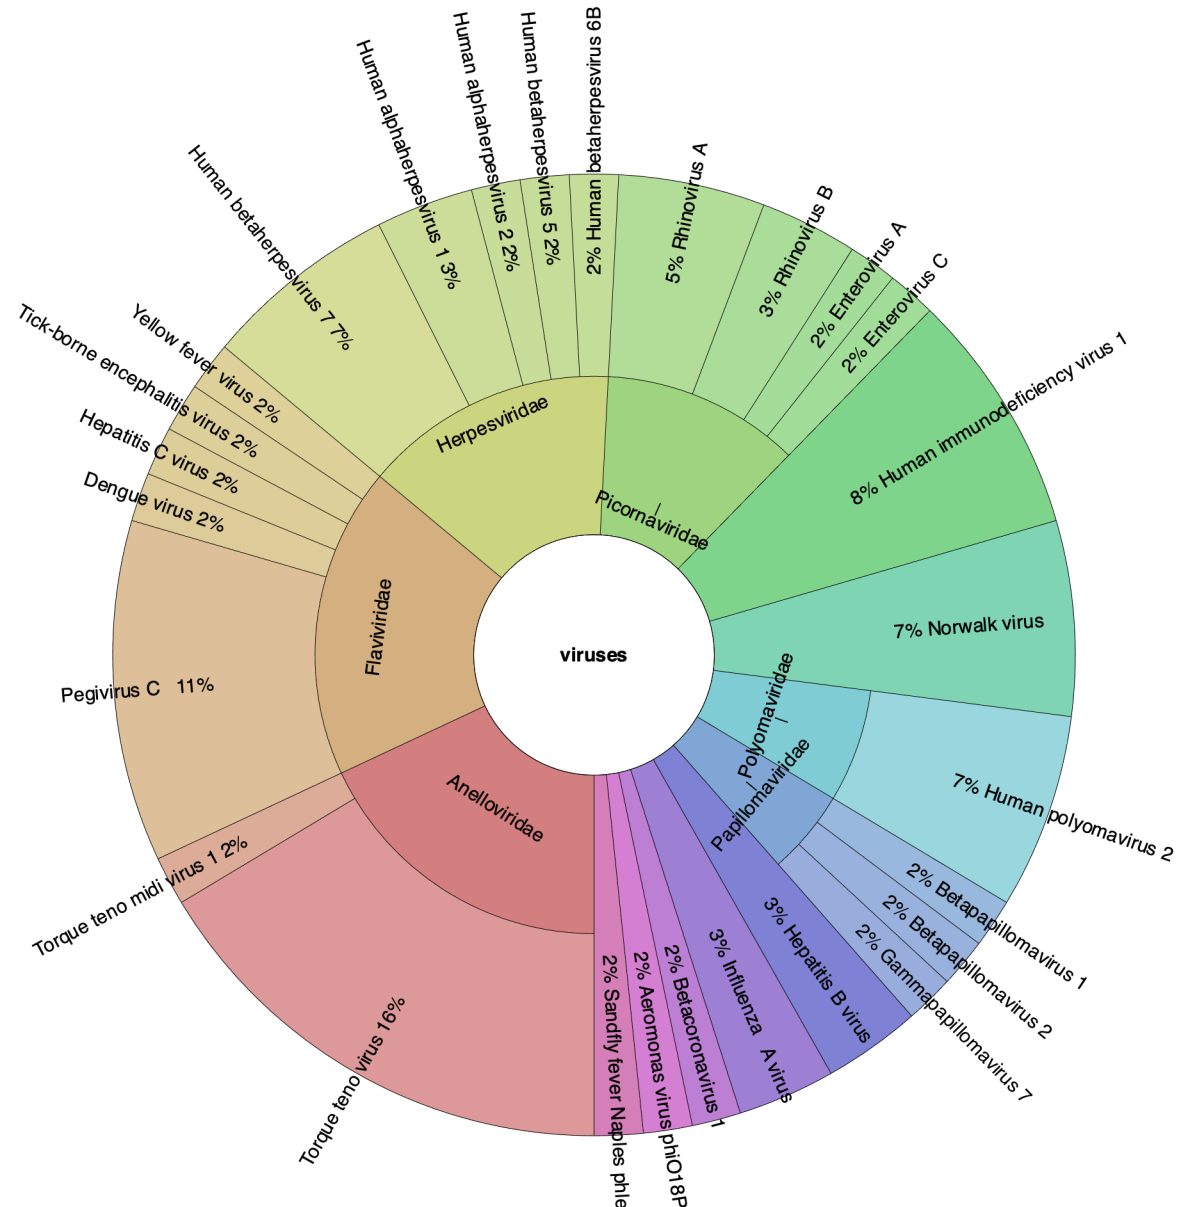 Human betaherpesvirus 7 7%
Human alphaherpesvirus 1 3%
Human alphaherpesvirus 2 2%
Human betaherpesvirus 5 2%
2% Human betaherpesvirus 6B
5% Rhinovirus A
3% Rhinovirus B
2% Enterovirus A
2% Enterovirus C
8% Human immunodeficiency virus 1
7% Norwalk virus
7% Human polyomavirus 2
2% Betapapillomavirus 1
2% Betapapillomavirus 2
2% Gammapapillomavirus 7
3% Hepatitis B virus
3% Influenza A virus
2% Betacoronavirus 1
2% Aeromonas virus phiO18P
2% Sandfly fever Naples phle
Torque teno virus 16%
Torque teno midi virus 1 2%
Pegivirus C 11%
Dengue virus 2%
Hepatitis C virus 2%
Tick-borne encephalitis virus 2%
Yellow fever virus 2%
Herpesviridae
Picornaviridae
Polyomaviridae
Papillomaviridae
Anelloviridae
Flaviviridae
viruses